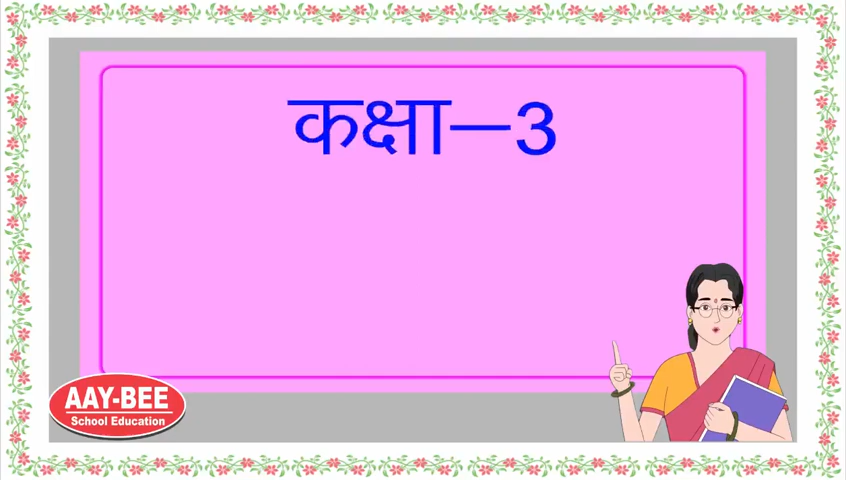 कक्षा—3
AAY-BEE
School Education